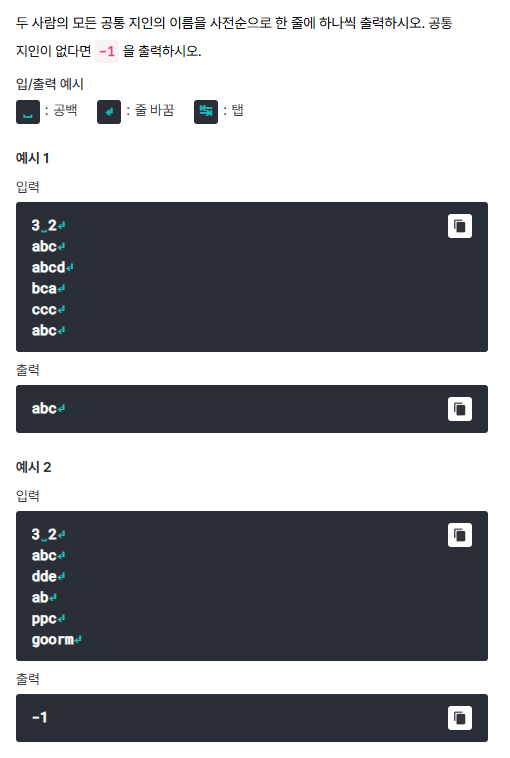 두 사람의 모든 공통 지인의 이름을 사전순으로 한 줄에 하나씩 출력하시오. 공통
지인이 없다면 -1 을 출력하시오.
입/출력 예시
␣ : 공백 ↲ : 줄 바꿈 ↹ : 탭
예시 1
입력
3␣2↲
abc↲
abcd↲
bca↲
ccc↲
abc↲
출력
abc↲
예시 2
입력
3␣2↲
abc↲
dde↲
ab↲
ppc↲
goorm↲
출력
-1